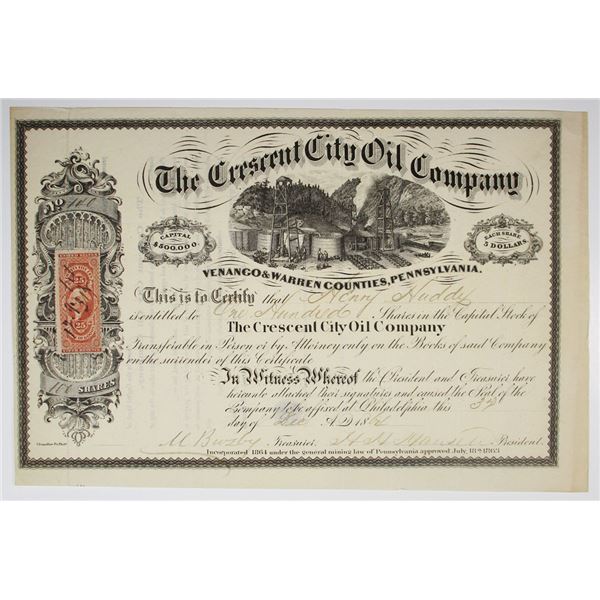 The Crescent City Oil Company
CAPITAL
$500,000.
EACH SHARE
5 DOLLARS.
VENANGO & WARREN COUNTIES, PENNSYLVANIA.
No
25
25
100 SHARES
This is to Certify that Henry Huddy
is entitled to One Hundred Shares in the Capital Stock of
The Crescent City Oil Company
Transferable in Person or by Attorney only on the Books of said Company
on the surrender of this Certificate
In Witness Whereof the President and Treasurer have
hereunto attached their signatures and caused the Seal of the
Company to be affixed at Philadelphia this
day of Dec A.D. 186
Treasurer. President.
Incorporated 1864 under the general mining law of Pennsylvania approved July 18th 1863